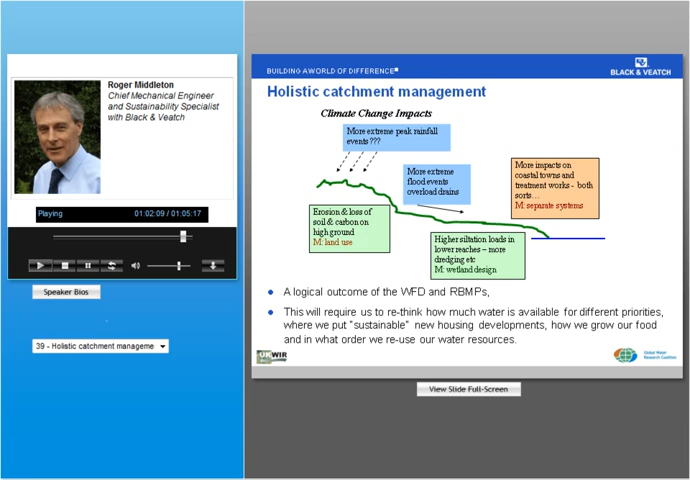 Roger Middleton
Chief Mechanical Engineer
and Sustainability Specialist
with Black & Veatch
Playing 01:02:09 / 01:05:17
Speaker Bios
39 - Holistic catchment manageme
BUILDING A WORLD OF DIFFERENCE
BLACK & VEATCH
Holistic catchment management
Climate Change Impacts
More extreme peak rainfall
events ???
More extreme
flood events
overload drains
More impacts on
coastal towns and
treatment works - both
sorts…
M: separate systems
Erosion & loss of
soil & carbon on
high ground
M: land use
Higher siltation loads in
lower reaches – more
dredging etc
M: wetland design
A logical outcome of the WFD and RBMPs,
This will require us to re-think how much water is available for different priorities,
where we put "sustainable" new housing developments, how we grow our food
and in what order we re-use our water resources.
UKWIR
Global Water
Research Coalition
View Slide Full-Screen